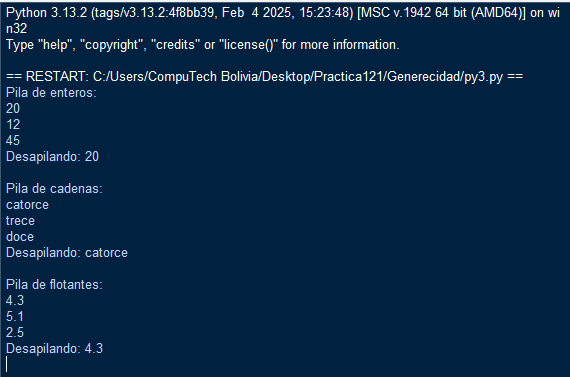 Python 3.13.2 (tags/v3.13.2:4f8bb39, Feb  4 2025, 15:23:48) [MSC v.1942 64 bit (AMD64)] on wi
n32
Type "help", "copyright", "credits" or "license()" for more information.
== RESTART: C:/Users/CompuTech Bolivia/Desktop/Practica121/Generecidad/py3.py ==
Pila de enteros:
20
12
45
Desapilando: 20
Pila de cadenas:
catorce
trece
doce
Desapilando: catorce
Pila de flotantes:
4.3
5.1
2.5
Desapilando: 4.3